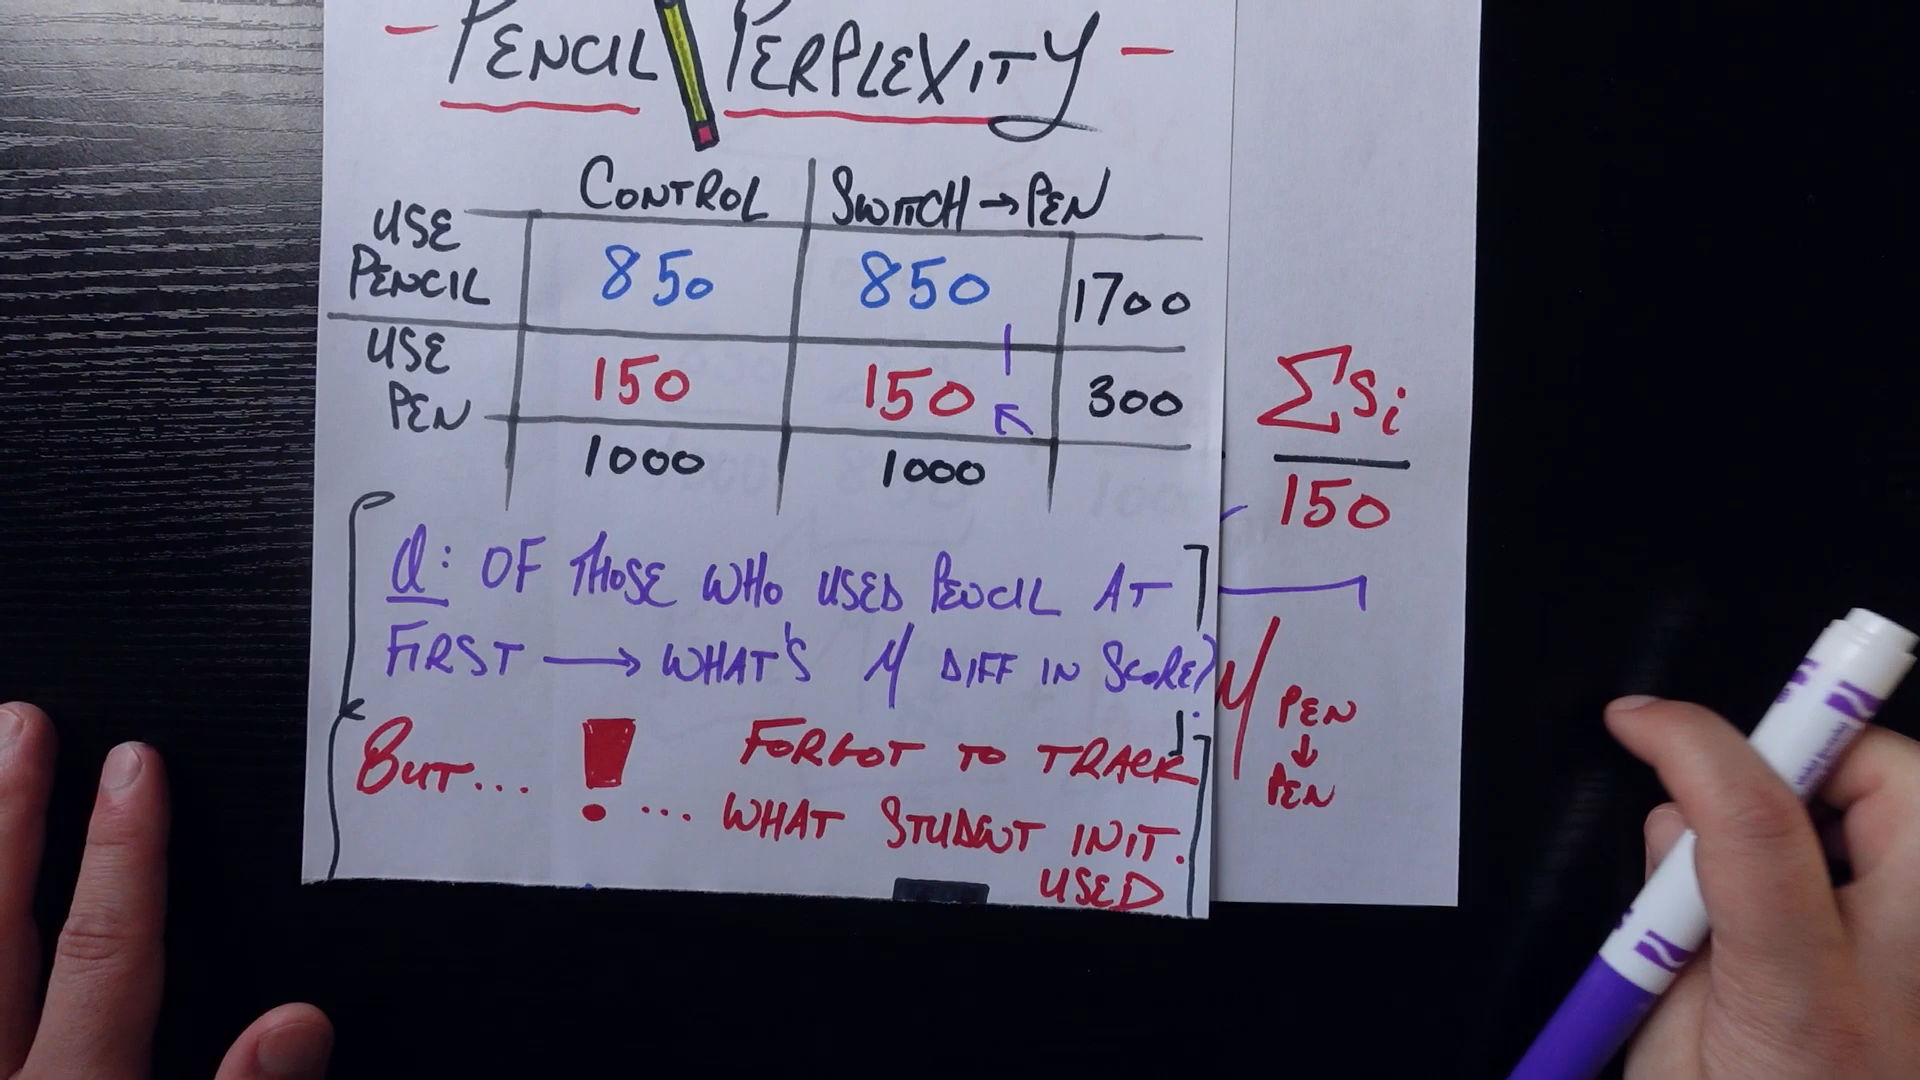 - PENCIL PERPLEXITY -
CONTROL SWITCH → PEN
USE PENCIL 850 850 1700
USE PEN 150 150 300
1000 1000
Q: OF THOSE WHO USED PENCIL AT
FIRST → WHAT'S μ DIFF IN SCORE?
BUT... ! ... FORGOT TO TRACK
WHAT STUDENT INIT.
USED
∑Si
150
μ PEN
↓
PEN